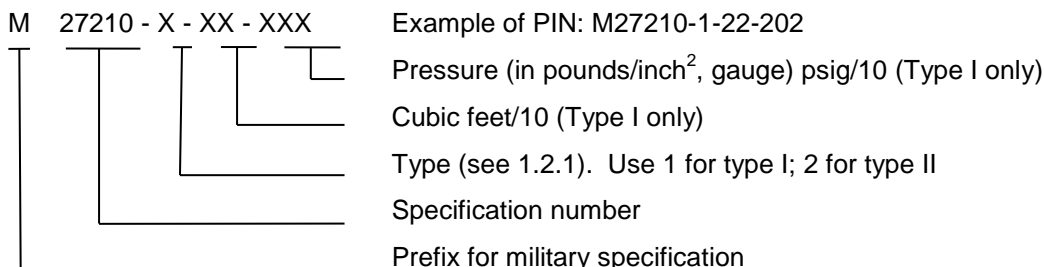 M 27210 - X - XX - XXX Example of PIN: M27210-1-22-202
Pressure (in pounds/inch², gauge) psig/10 (Type I only)
Cubic feet/10 (Type I only)
Type (see 1.2.1). Use 1 for type I; 2 for type II
Specification number
Prefix for military specification